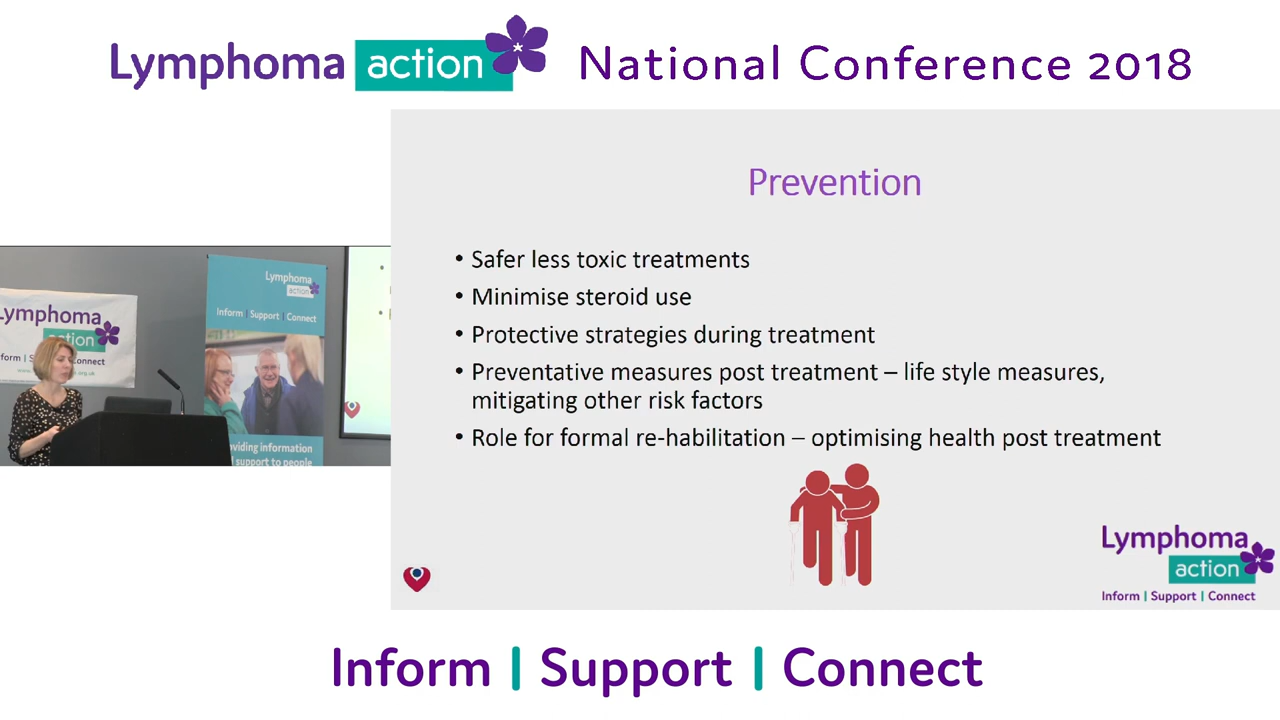 Lymphoma action National Conference 2018
Prevention
• Safer less toxic treatments
• Minimise steroid use
• Protective strategies during treatment
• Preventative measures post treatment – life style measures,
mitigating other risk factors
• Role for formal re-habilitation – optimising health post treatment
Lymphoma
action
Inform | Support | Connect
Lymphoma
action
Inform | Support | Connect
Lymphoma
action
Inform | Support | Connect